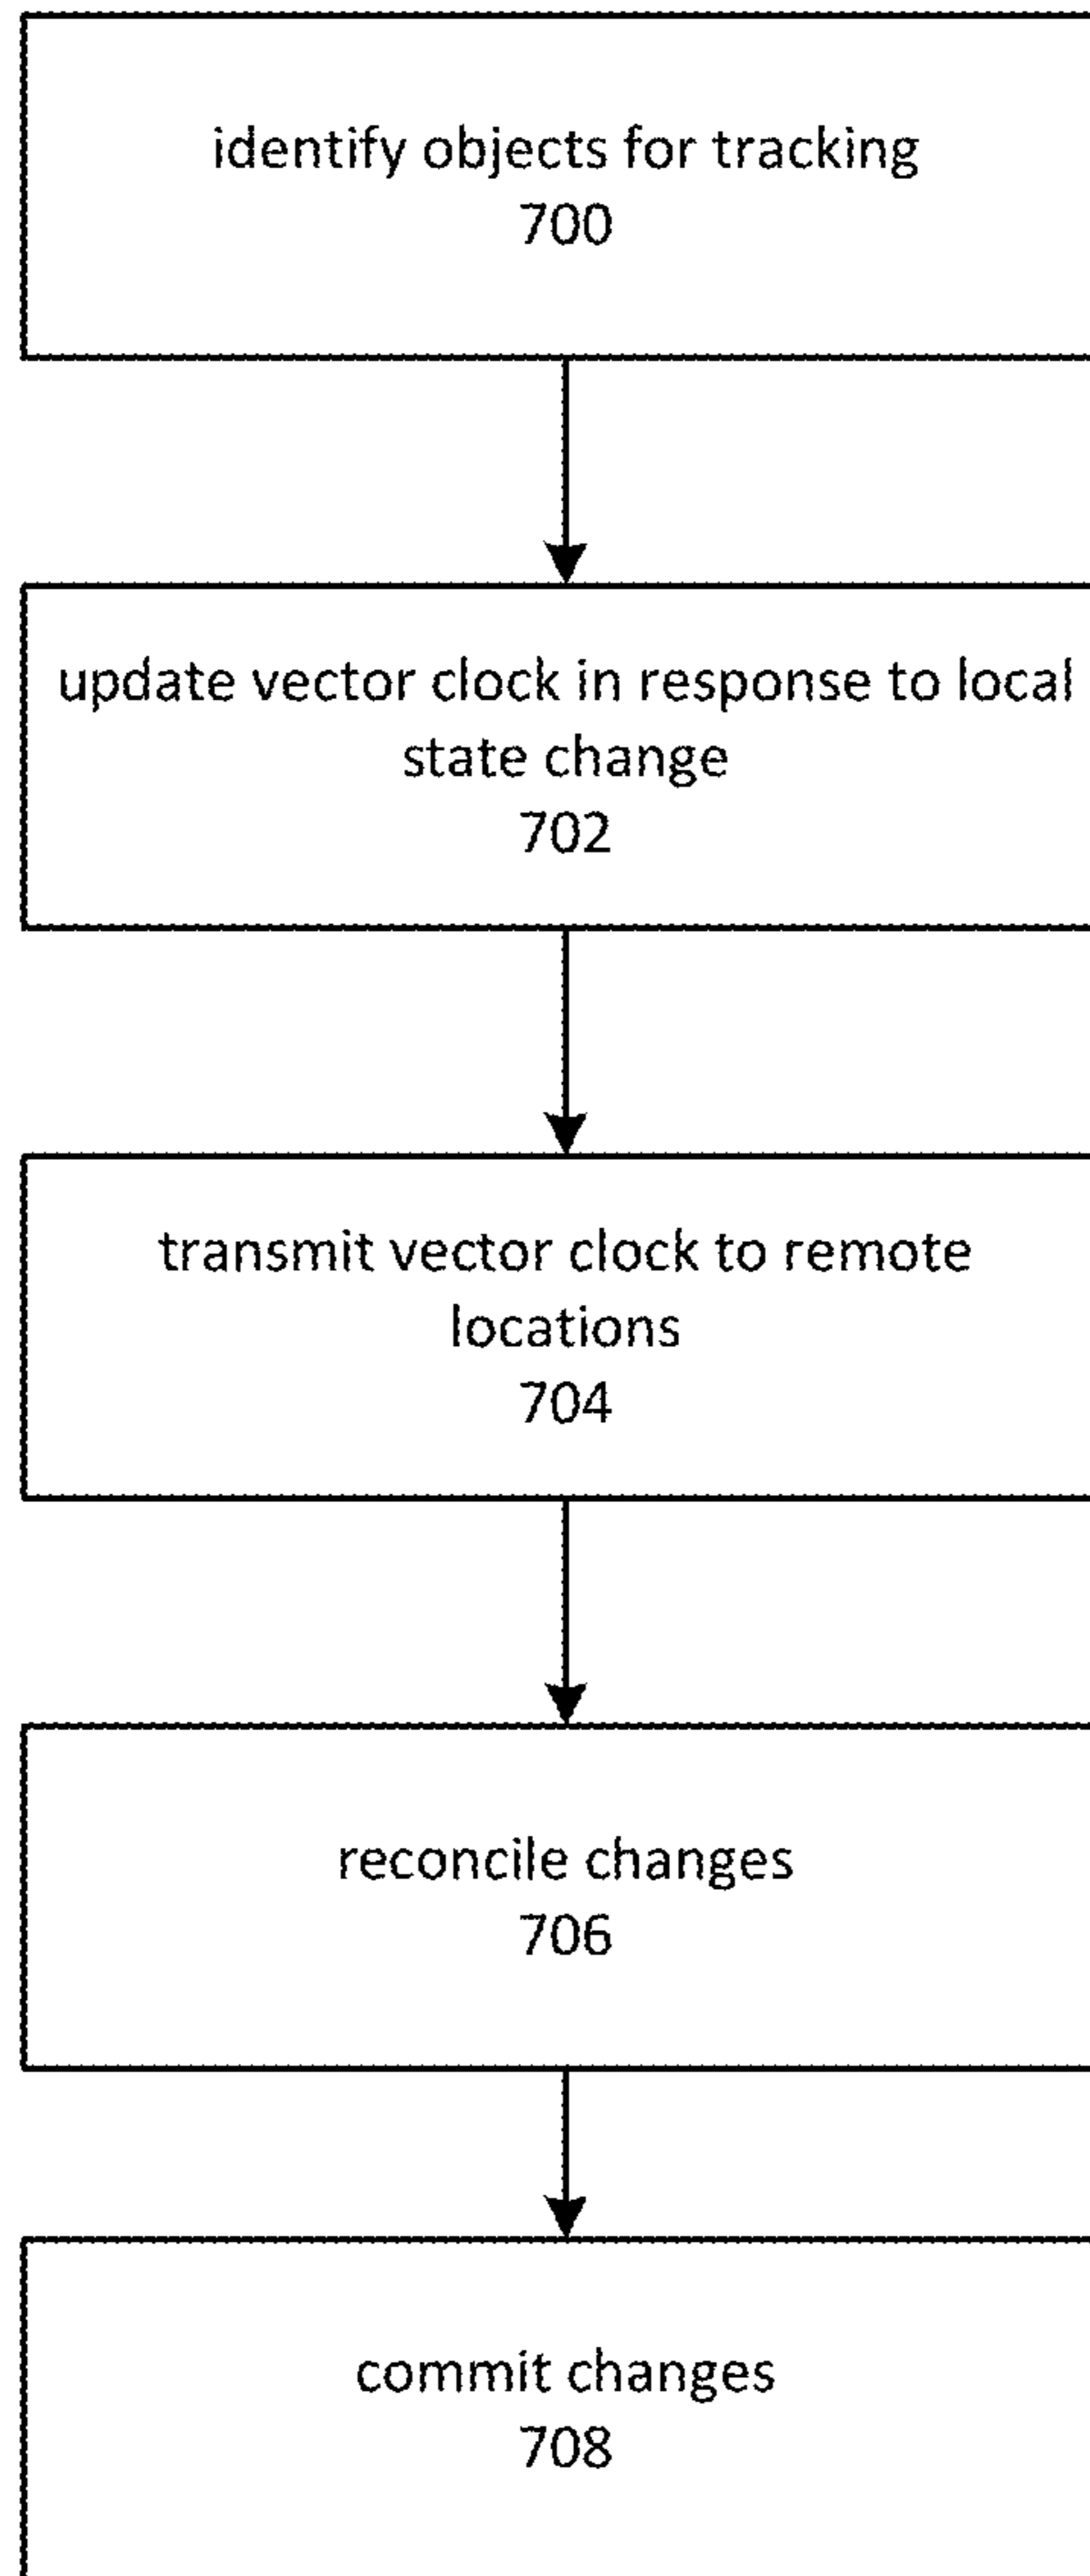 identify objects for tracking
700
update vector clock in response to local
state change
702
transmit vector clock to remote
locations
704
reconcile changes
706
commit changes
708